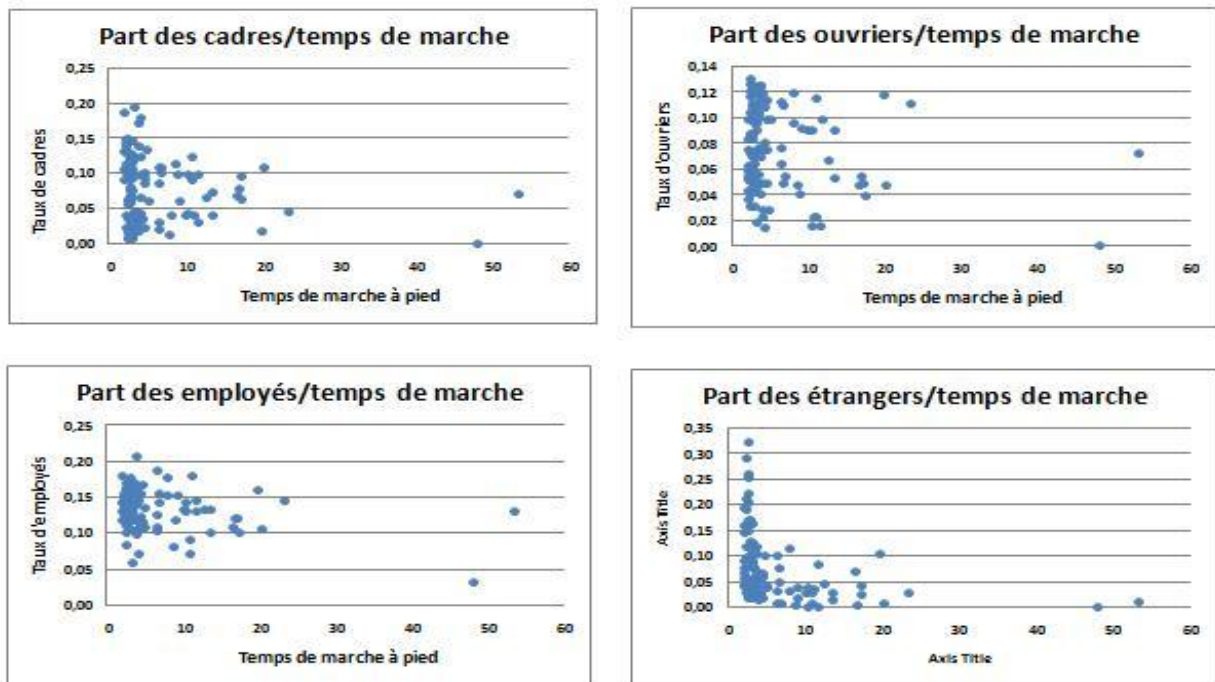 Part des cadres/temps de marche
0,25
0,20
0,15
0,10
0,05
0,00
Taux de cadres
0 10 20 30 40 50 60
Temps de marche à pied
Part des ouvriers/temps de marche
0,14
0,12
0,10
0,08
0,06
0,04
0,02
0,00
Taux d'ouvriers
0 10 20 30 40 50 60
Temps de marche à pied
Part des employés/temps de marche
0,25
0,20
0,15
0,10
0,05
0,00
Taux d'employés
0 10 20 30 40 50 60
Temps de marche à pied
Part des étrangers/temps de marche
0,35
0,30
0,25
0,20
0,15
0,10
0,05
0,00
Axis Title
0 10 20 30 40 50 60
Axis Title